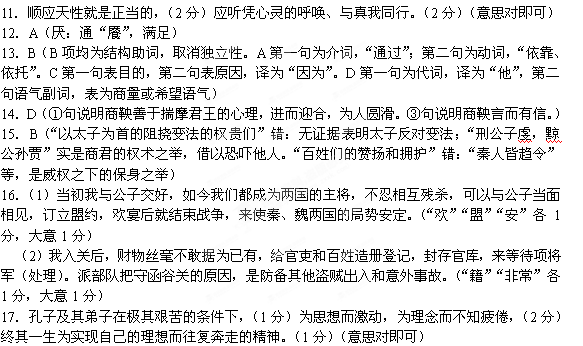 11．顺应天性就是正当的，（2 分）应听凭心灵的呼唤、与真我同行。（2 分）（意思对即可）
12．A（厌：通“餍”，满足）
13．B（B 项均为结构助词，取消独立性。A 第一句为介词，“通过”；第二句为动词，“依靠、
依托”。C 第一句表目的，第二句表原因，译为“因为”。D 第一句为代词，译为“他”，第二
句语气副词，表为商量或希望语气）
14．D（①句说明商鞅善于揣摩君王的心理，进而迎合，为人圆滑。③句说明商鞅言而有信。）
15．B（“以太子为首的阻挠变法的权贵们”错：无证据表明太子反对变法；“刑公子虔，黥
公孙贾”实是商君的权术之举，借以恐吓他人。“百姓们的赞扬和拥护”错：“秦人皆趋令”
等，是威权之下的保身之举）
16．（1）当初我与公子交好，如今我们都成为两国的主将，不忍相互残杀，可以与公子当面
相见，订立盟约，欢宴后就结束战争，来使秦、魏两国的局势安定。（“欢”“盟”“安”各 1
分，大意 1 分）
（2）我入关后，财物丝毫不敢据为已有，给官吏和百姓造册登记，封存官库，来等待项将
军（处理）。派部队把守函谷关的原因，是防备其他盗贼出入和意外事故。（“籍”“非常”各
1 分，大意 1 分）
17．孔子及其弟子在极其艰苦的条件下，（1 分）为思想而激动，为理念而不知疲倦，（2 分）
终其一生为实现自己的理想而往复奔走的精神。（1 分）（意思对即可）